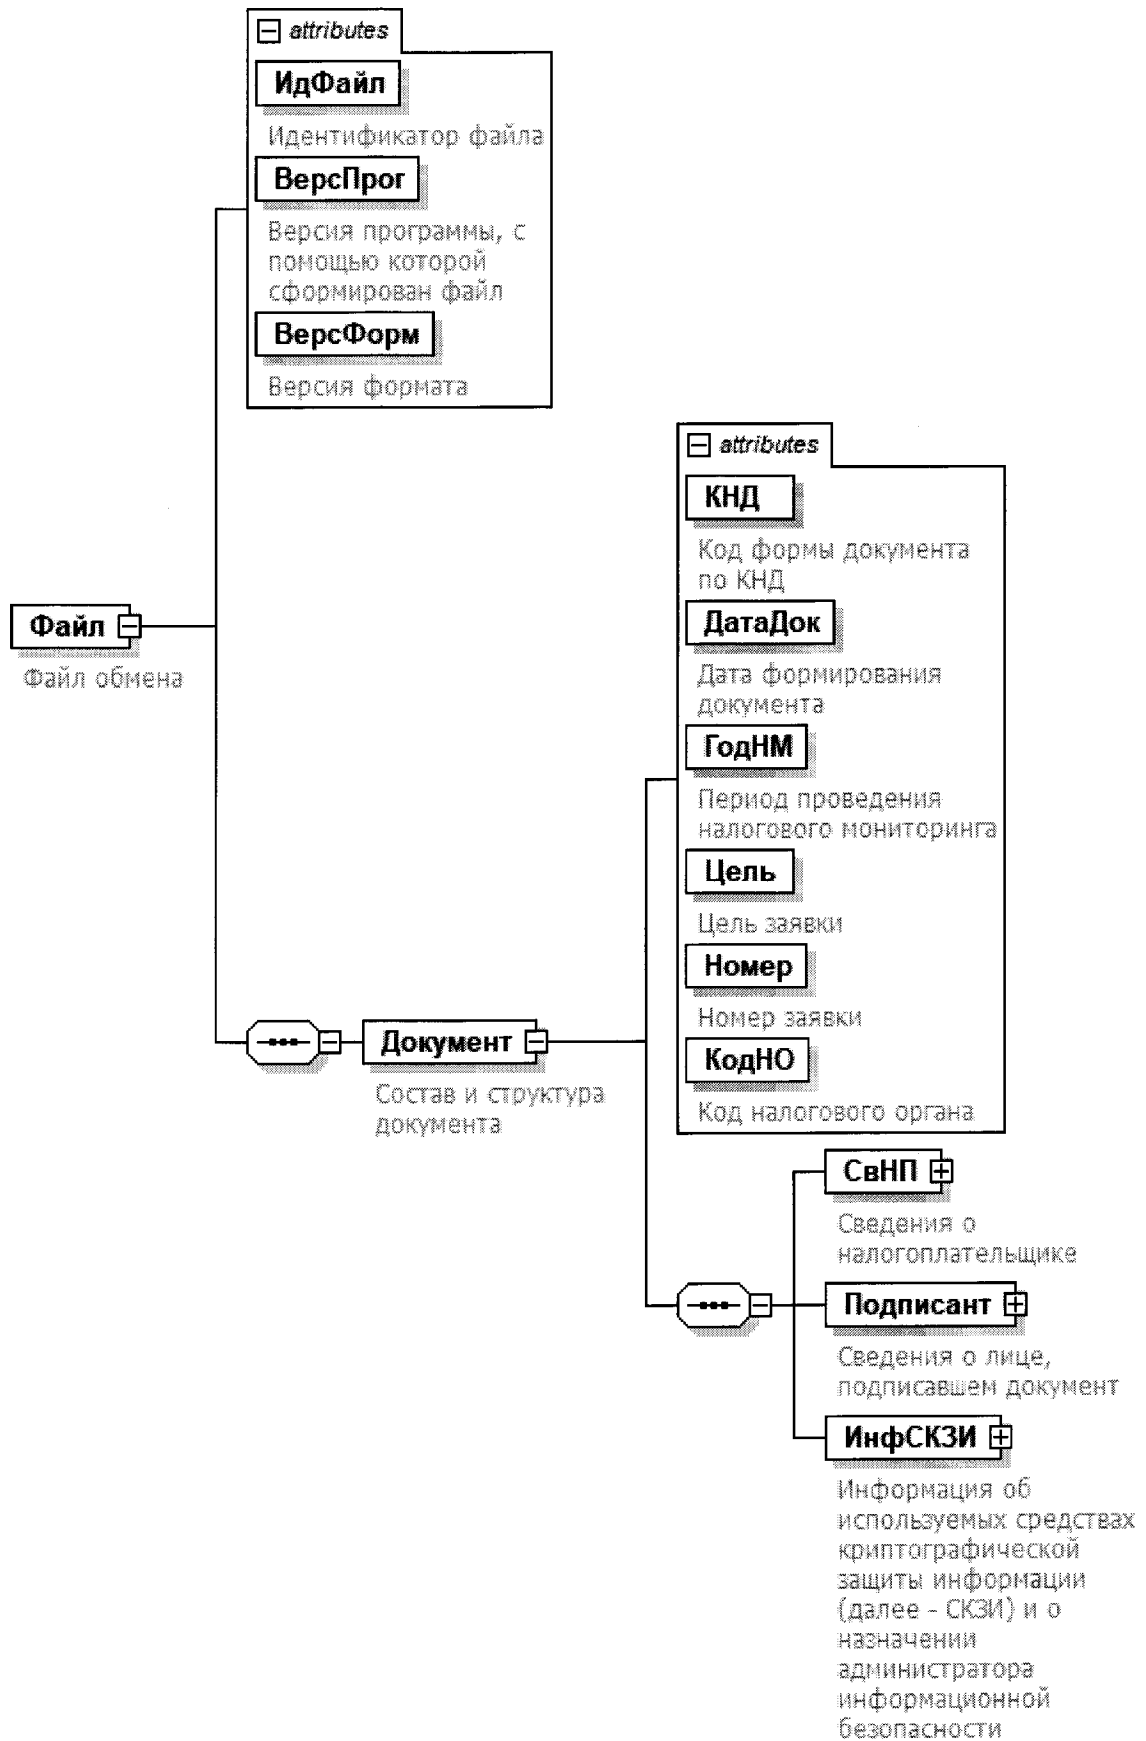 attributes
ИдФайл
Идентификатор файла
ВерсПрог
Версия программы, с
помощью которой
сформирован файл
ВерсФорм
Версия формата
Файл
Файл обмена
attributes
КНД
Код формы документа
по КНД
ДатаДок
Дата формирования
документа
ГодНМ
Период проведения
налогового мониторинга
Цель
Цель заявки
Номер
Номер заявки
КодНО
Код налогового органа
Документ
Состав и структура
документа
СвНП
Сведения о
налогоплательщике
Подписант
Сведения о лице,
подписавшем документ
ИнфСКЗИ
Информация об
используемых средствах
криптографической
защиты информации
(далее - СКЗИ) и о
назначении
администратора
информационной
безопасности